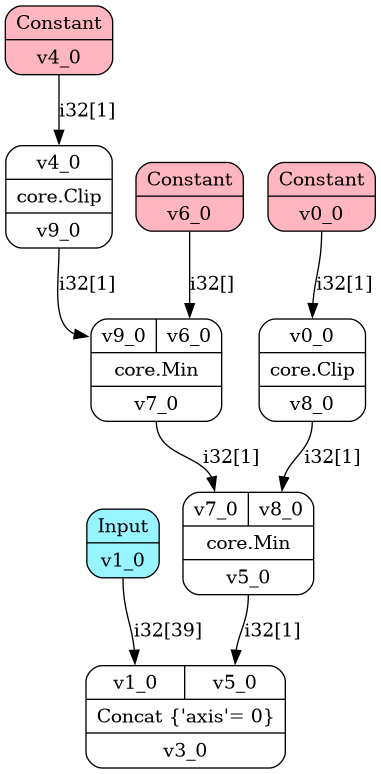 Constant
v4_0
i32[1]
v4_0
core.Clip
v9_0
Constant
v6_0
Constant
v0_0
i32[1]
i32[]
i32[1]
v9_0 v6_0
core.Min
v7_0
v0_0
core.Clip
v8_0
i32[1]
i32[1]
v7_0 v8_0
core.Min
v5_0
Input
v1_0
i32[39]
i32[1]
v1_0 v5_0
Concat {'axis'= 0}
v3_0